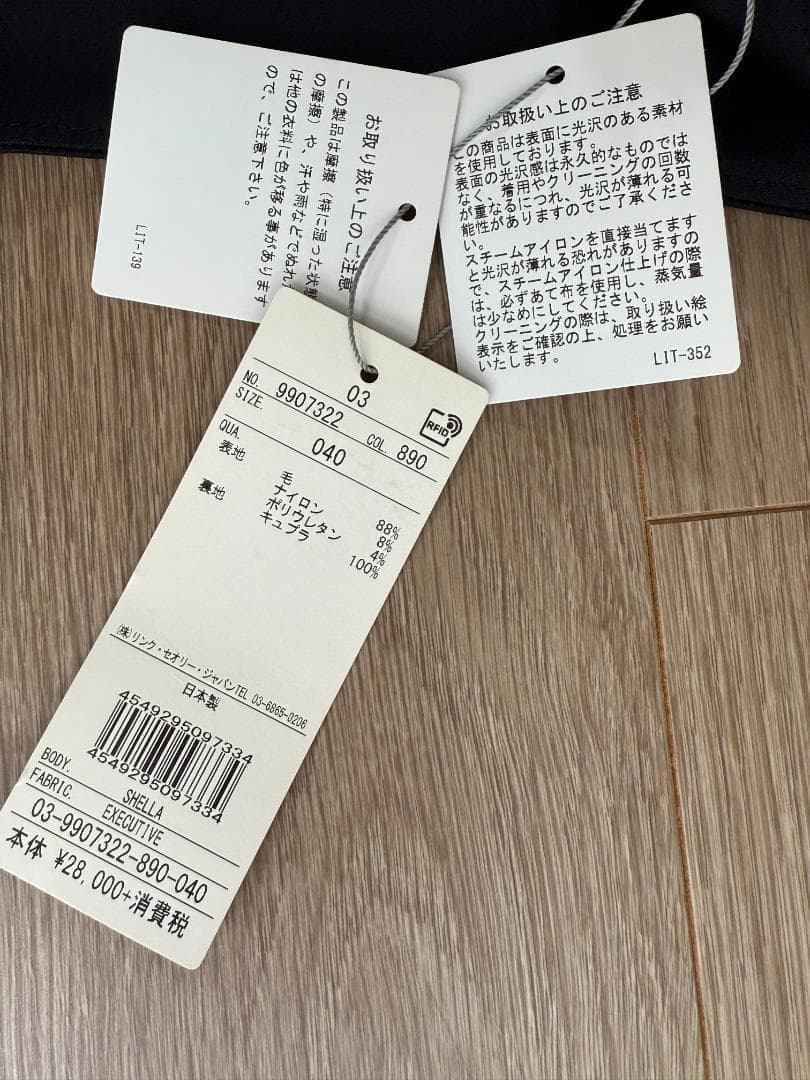 お取り扱い上のご注意
この製品は摩擦（特に湿った状態
の摩擦）や、汗や雨などでぬれ
は他の衣料に色が移る事があります
ので、ご注意下さい。
LIT-139
お取扱い上のご注意
この商品は表面に光沢のある素材
を使用しております。
表面の光沢感は永久的なものでは
なく、着用やクリーニングの回数
が重なるにつれ、光沢が薄れる可
能性がありますのでご了承くださ
い。
スチームアイロンを直接当てます
と光沢が薄れる恐れがありますの
で、スチームアイロン仕上げの際
は、必ずあて布を使用し、蒸気量
は少なめにしてください。
クリーニングの際は、取り扱い絵
表示をご確認の上、処理をお願い
いたします。
LIT-352
03
RFID
NO. 9907322 COL. 890
SIZE. 040
QUA.
表地 毛 88%
ナイロン 8%
ポリウレタン 4%
裏地 キュプラ 100%
(株)リンク・セオリー・ジャパンTEL 03-6865-0206
日本製
4549295097334
4549295097334
BODY. SHELLA
FABRIC. EXECUTIVE
03-9907322-890-040
本体 ¥28,000+消費税